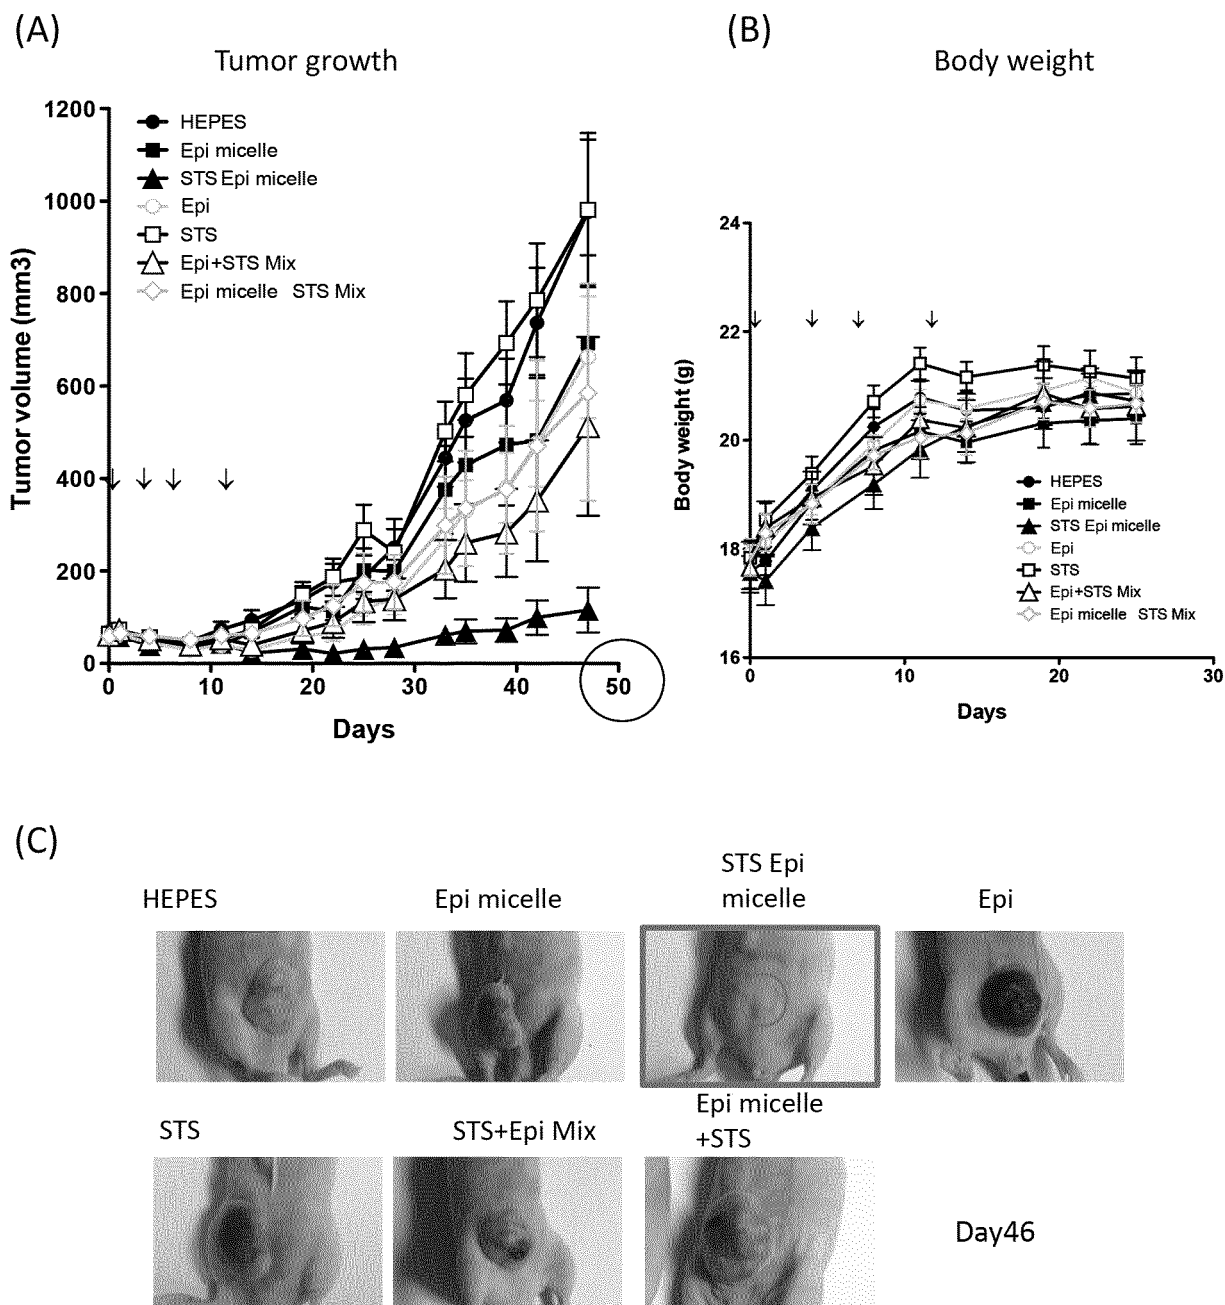 (A)
Tumor growth
1200
1000
800
600
400
200
0
Tumor volume (mm3)
HEPES
Epi micelle
STS Epi micelle
Epi
STS
Epi+STS Mix
Epi micelle STS Mix
0 10 20 30 40 50
Days
(B)
Body weight
24
22
20
18
16
Body weight (g)
HEPES
Epi micelle
STS Epi micelle
Epi
STS
Epi+STS Mix
Epi micelle STS Mix
0 10 20 30
Days
(C)
HEPES
Epi micelle
STS Epi
micelle
Epi
STS
STS+Epi Mix
Epi micelle
+STS
Day46